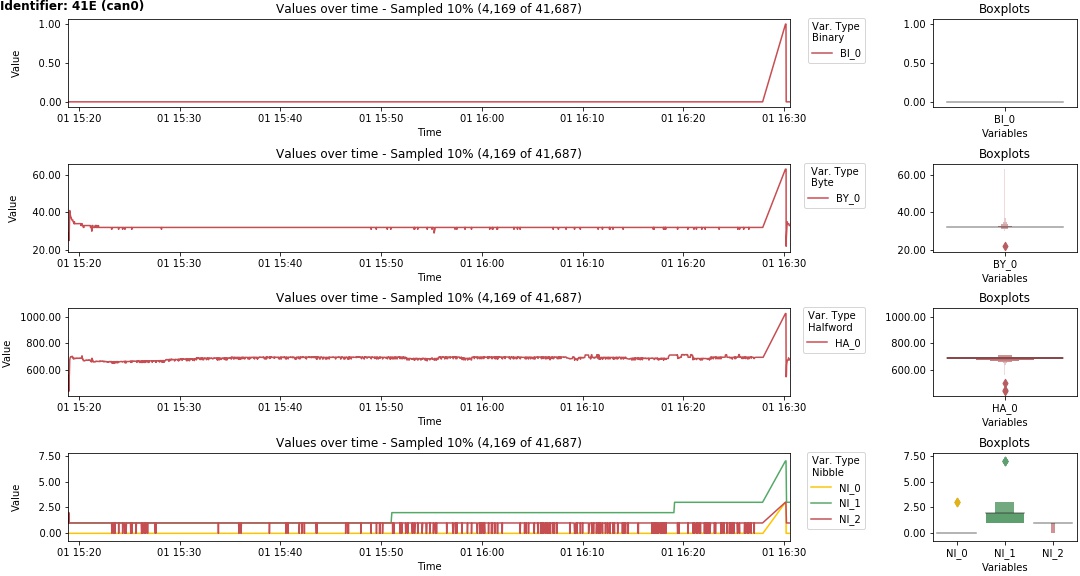 Identifier: 41E (can0)
Values over time - Sampled 10% (4,169 of 41,687)
Boxplots
1.00
0.50
0.00
Value
01 15:20 01 15:30 01 15:40 01 15:50 01 16:00 01 16:10 01 16:20 01 16:30
Time
Var. Type
Binary
BI_0
1.00
0.50
0.00
BI_0
Variables
Values over time - Sampled 10% (4,169 of 41,687)
Boxplots
60.00
40.00
20.00
Value
01 15:20 01 15:30 01 15:40 01 15:50 01 16:00 01 16:10 01 16:20 01 16:30
Time
Var. Type
Byte
BY_0
60.00
40.00
20.00
BY_0
Variables
Values over time - Sampled 10% (4,169 of 41,687)
Boxplots
1000.00
800.00
600.00
Value
01 15:20 01 15:30 01 15:40 01 15:50 01 16:00 01 16:10 01 16:20 01 16:30
Time
Var. Type
Halfword
HA_0
1000.00
800.00
600.00
HA_0
Variables
Values over time - Sampled 10% (4,169 of 41,687)
Boxplots
7.50
5.00
2.50
0.00
Value
01 15:20 01 15:30 01 15:40 01 15:50 01 16:00 01 16:10 01 16:20 01 16:30
Time
Var. Type
Nibble
NI_0
NI_1
NI_2
7.50
5.00
2.50
0.00
NI_0 NI_1 NI_2
Variables